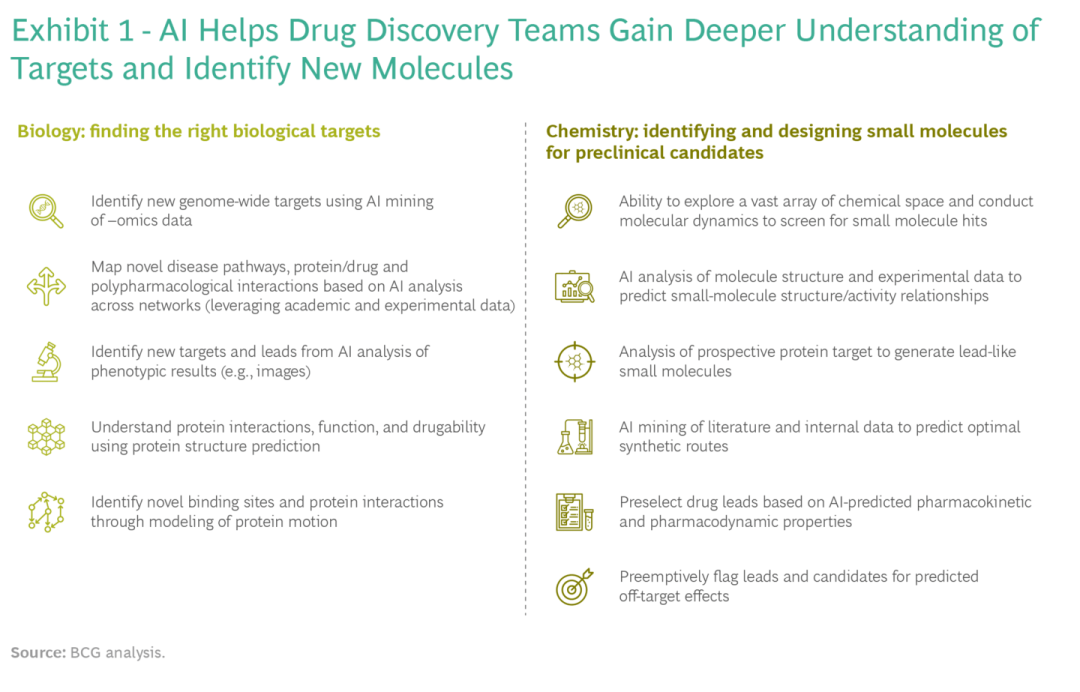 Exhibit 1 - AI Helps Drug Discovery Teams Gain Deeper Understanding of
Targets and Identify New Molecules
Biology: finding the right biological targets
Identify new genome-wide targets using AI mining
of –omics data
Map novel disease pathways, protein/drug and
polypharmacological interactions based on AI analysis
across networks (leveraging academic and experimental data)
Identify new targets and leads from AI analysis of
phenotypic results (e.g., images)
Understand protein interactions, function, and drugability
using protein structure prediction
Identify novel binding sites and protein interactions
through modeling of protein motion
Chemistry: identifying and designing small molecules
for preclinical candidates
Ability to explore a vast array of chemical space and conduct
molecular dynamics to screen for small molecule hits
AI analysis of molecule structure and experimental data to
predict small-molecule structure/activity relationships
Analysis of prospective protein target to generate lead-like
small molecules
AI mining of literature and internal data to predict optimal
synthetic routes
Preselect drug leads based on AI-predicted pharmacokinetic
and pharmacodynamic properties
Preemptively flag leads and candidates for predicted
off-target effects
Source: BCG analysis.